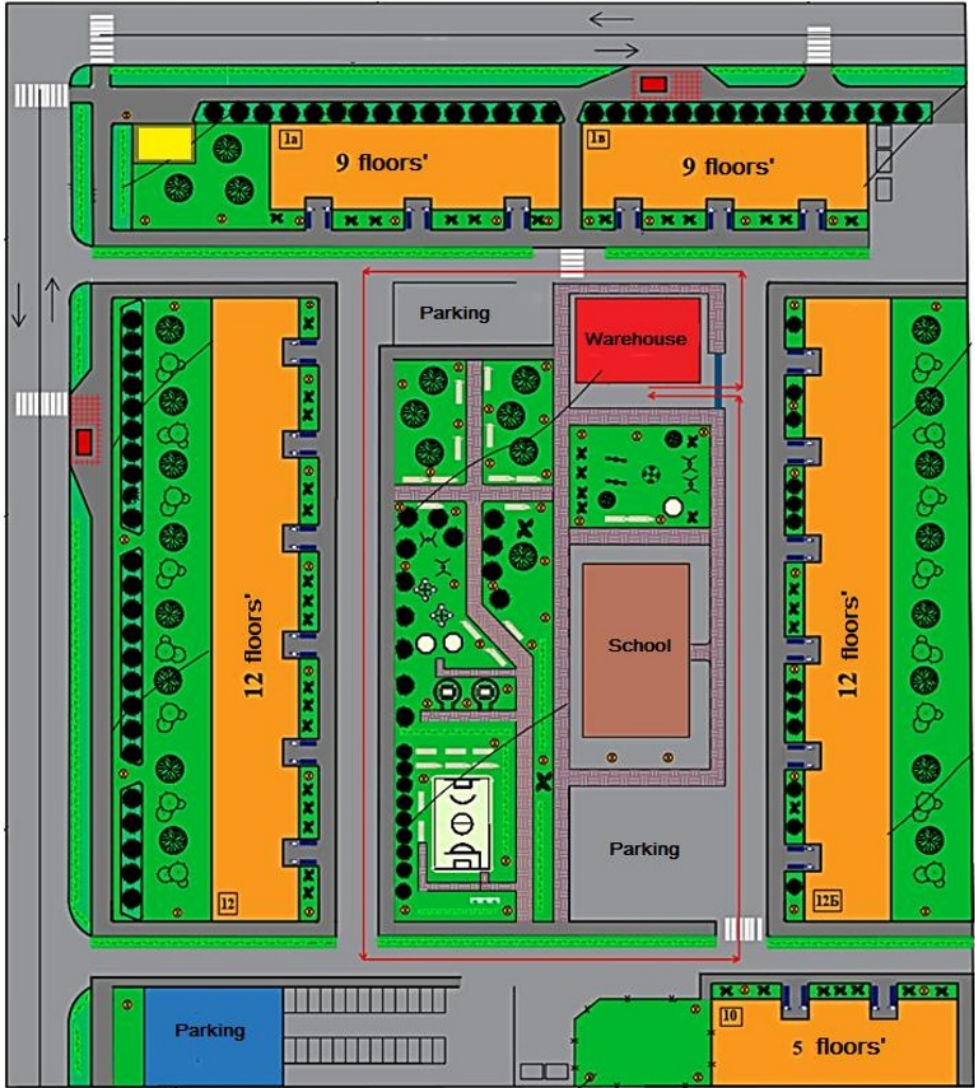 1а
9 floors'
1в
9 floors'
Parking
Warehouse
12 floors'
School
12 floors'
Parking
12
12Б
Parking
10
5 floors'